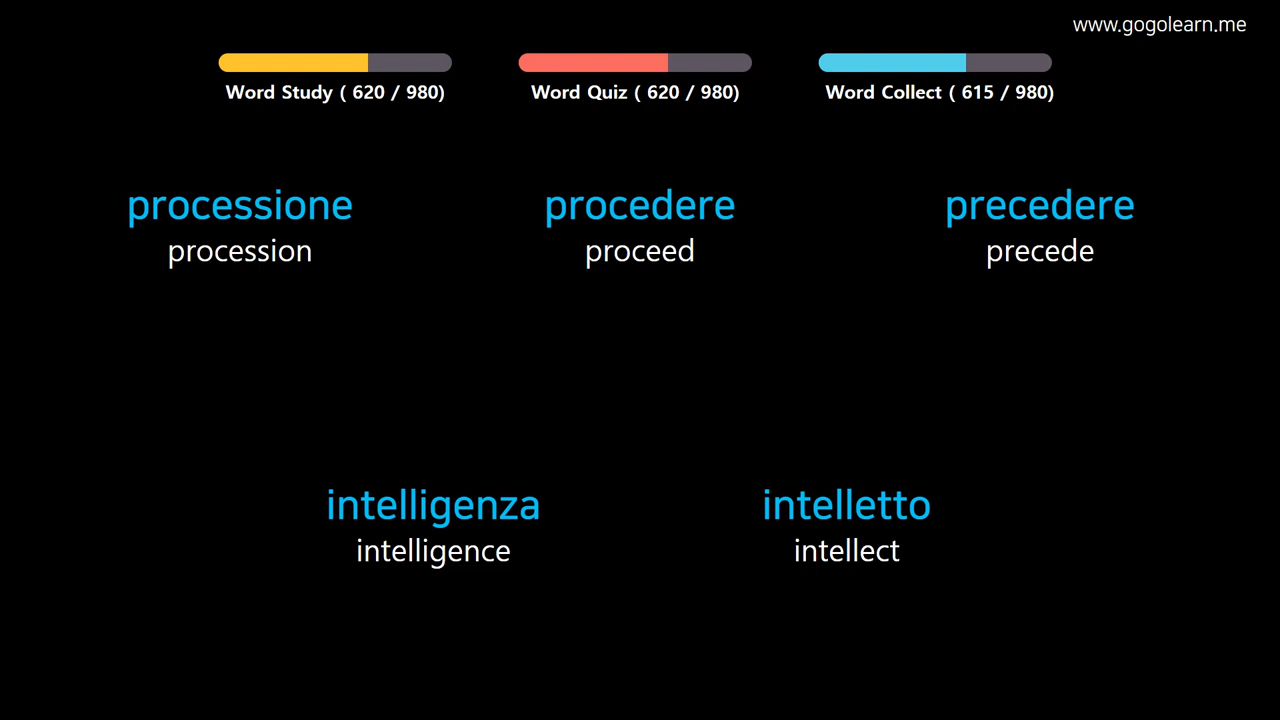 www.gogolearn.me
Word Study ( 620 / 980)
Word Quiz ( 620 / 980)
Word Collect ( 615 / 980)
processione
procession
procedere
proceed
precedere
precede
intelligenza
intelligence
intelletto
intellect